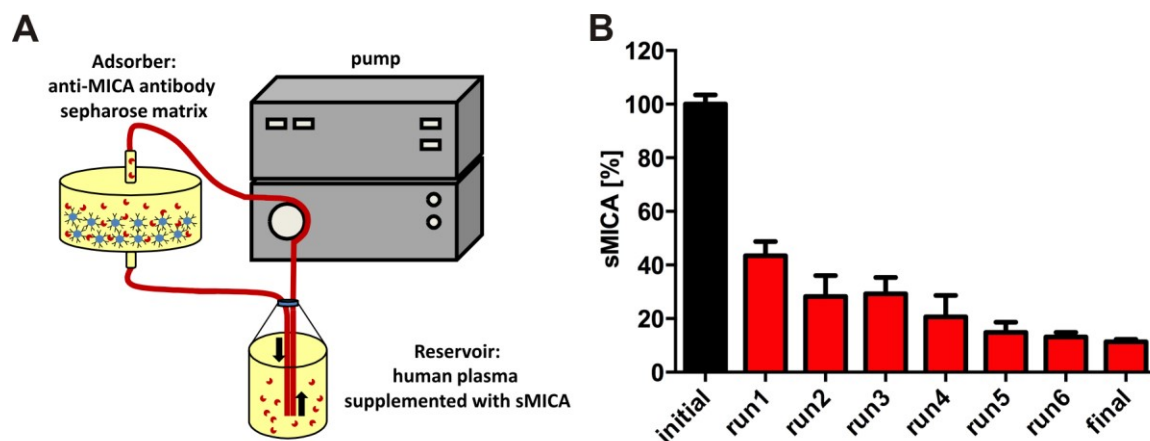 A
Adsorber:
anti-MICA antibody
sepharose matrix
pump
Reservoir:
human plasma
supplemented with sMICA
B
sMICA [%]
120
100
80
60
40
20
0
initial
run1
run2
run3
run4
run5
run6
final